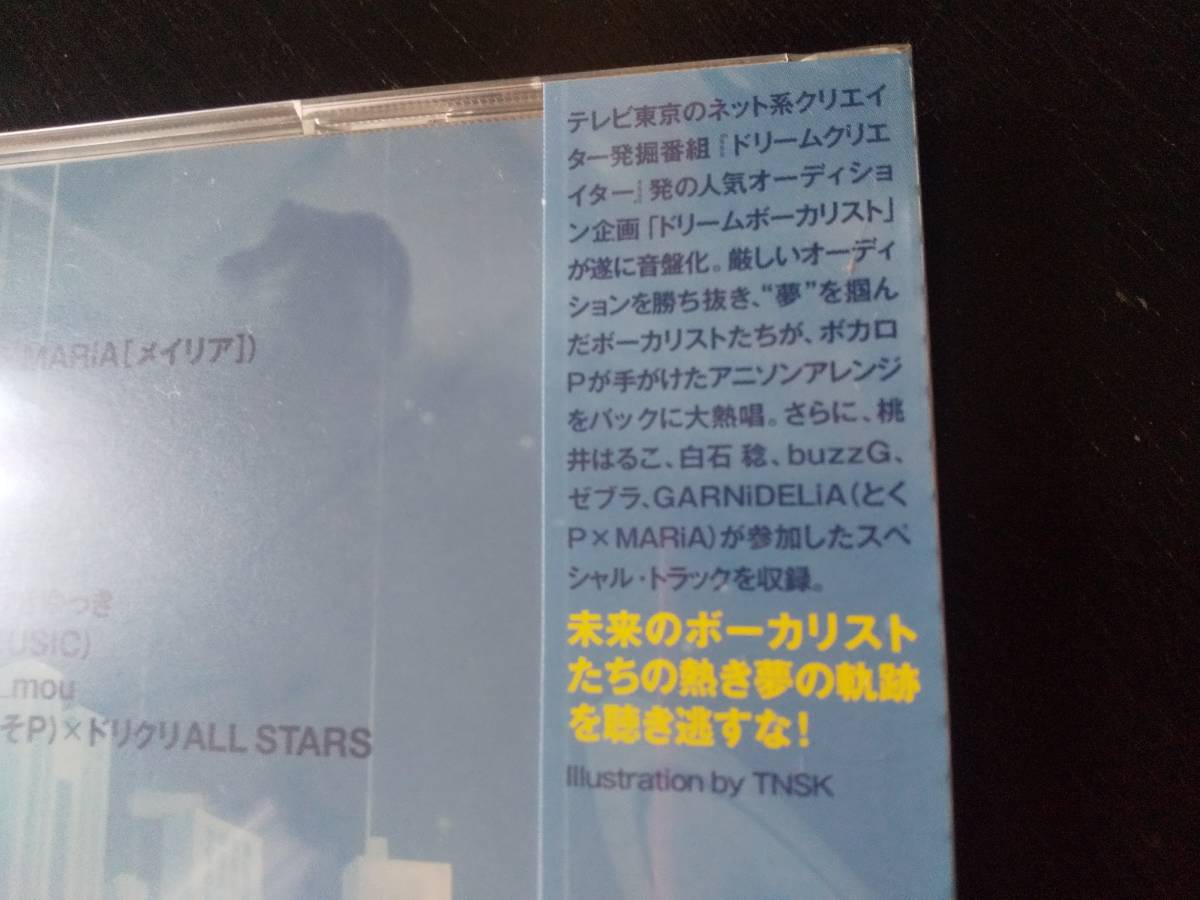 MARiA[メイリア])
っき
USIC)
_mou
そP)×ドリクリALL STARS
テレビ東京のネット系クリエイ
ター発掘番組『ドリームクリエ
イター』発の人気オーディショ
ン企画「ドリームボーカリスト」
が遂に音盤化。厳しいオーディ
ションを勝ち抜き、“夢”を掴ん
だボーカリストたちが、ボカロ
Pが手がけたアニソンアレンジ
をバックに大熱唱。さらに、桃
井はるこ、白石 稔、buzzG、
ゼブラ、GARNiDELiA(とく
P×MARiA)が参加したスペ
シャル・トラックを収録。
未来のボーカリスト
たちの熱き夢の軌跡
を聴き逃すな!
Illustration by TNSK